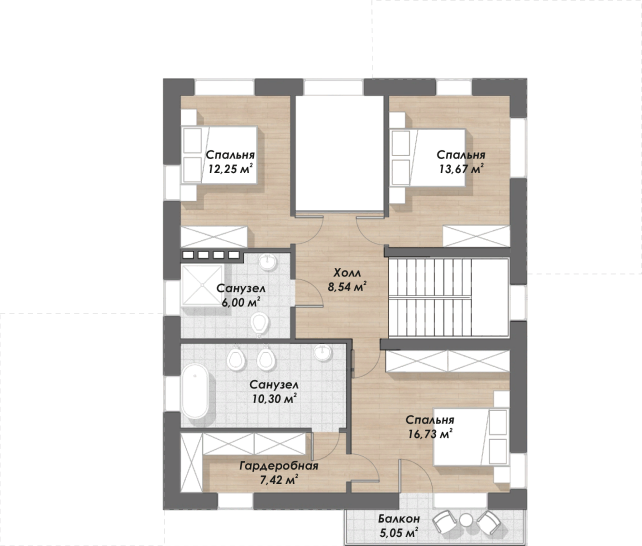 Спальня
12,25 м²
Спальня
13,67 м²
Холл
8,54 м²
Санузел
6,00 м²
Санузел
10,30 м²
Спальня
16,73 м²
Гардеробная
7,42 м²
Балкон
5,05 м²